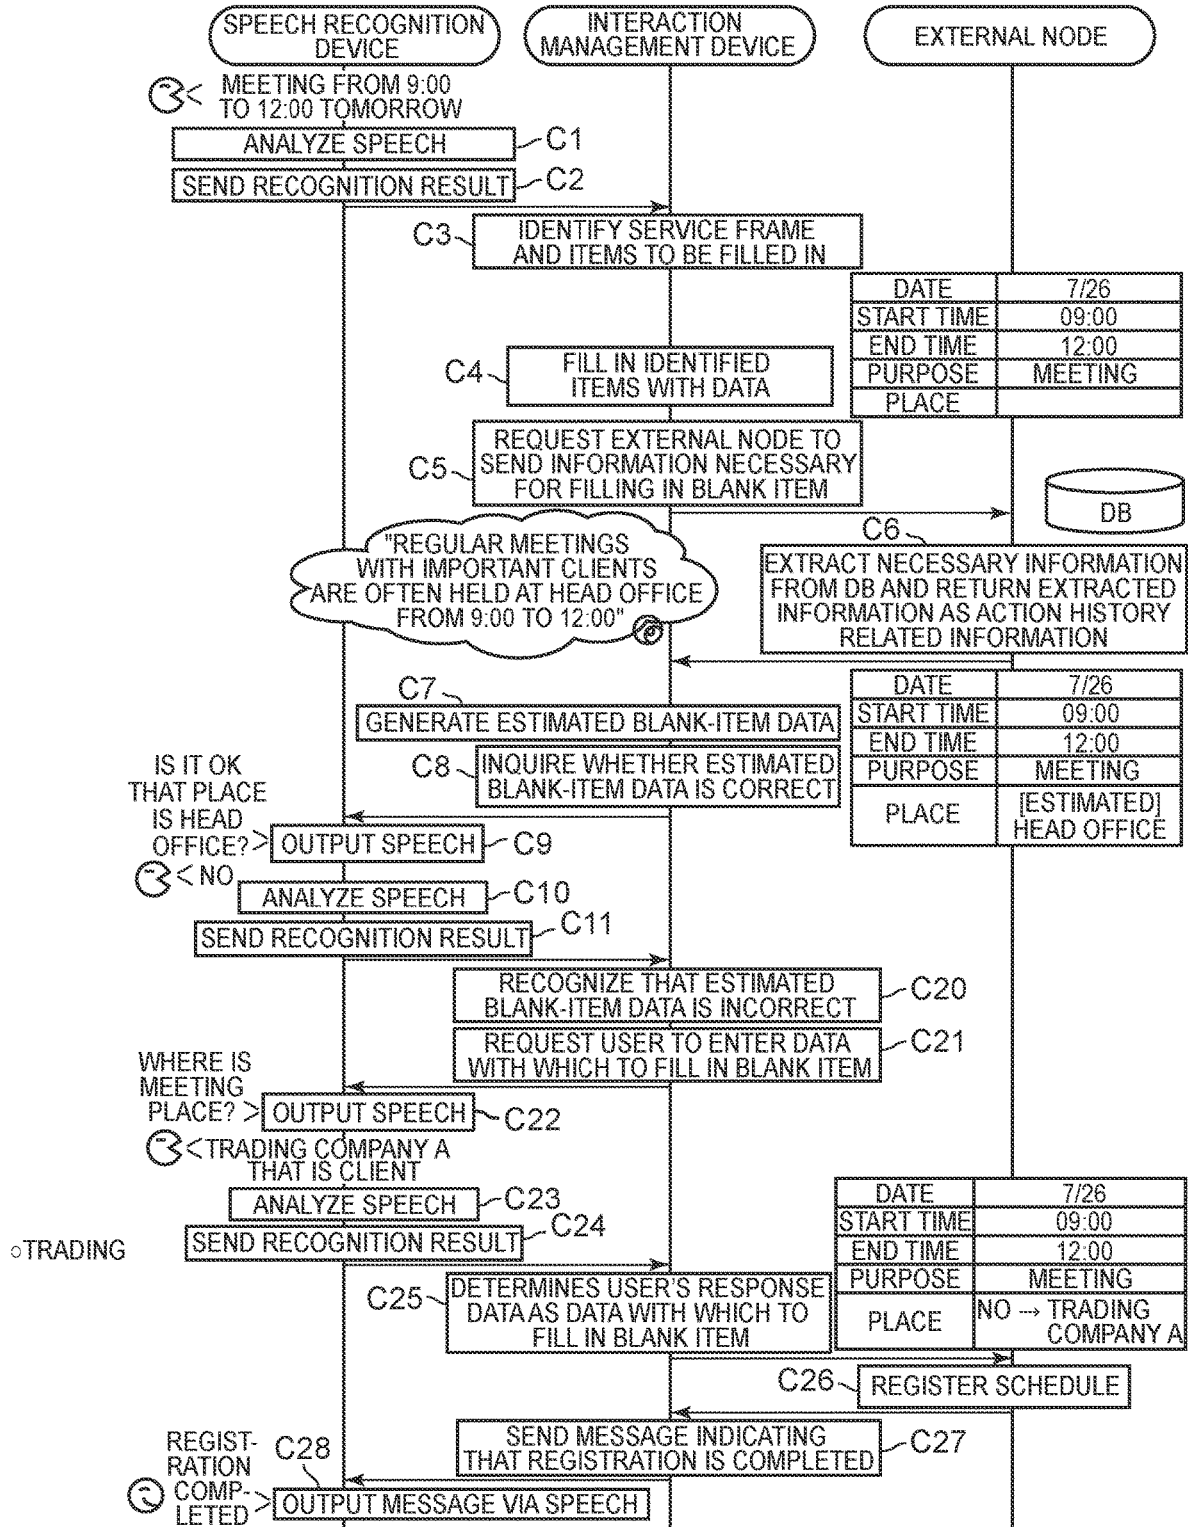 SPEECH RECOGNITION
DEVICE
INTERACTION
MANAGEMENT DEVICE
EXTERNAL NODE
MEETING FROM 9:00
TO 12:00 TOMORROW
ANALYZE SPEECH
C1
SEND RECOGNITION RESULT
C2
C3
IDENTIFY SERVICE FRAME
AND ITEMS TO BE FILLED IN
DATE 7/26
START TIME 09:00
END TIME 12:00
PURPOSE MEETING
PLACE
C4
FILL IN IDENTIFIED
ITEMS WITH DATA
C5
REQUEST EXTERNAL NODE TO
SEND INFORMATION NECESSARY
FOR FILLING IN BLANK ITEM
DB
C6
EXTRACT NECESSARY INFORMATION
FROM DB AND RETURN EXTRACTED
INFORMATION AS ACTION HISTORY
RELATED INFORMATION
"REGULAR MEETINGS
WITH IMPORTANT CLIENTS
ARE OFTEN HELD AT HEAD OFFICE
FROM 9:00 TO 12:00"
C7
GENERATE ESTIMATED BLANK-ITEM DATA
DATE 7/26
START TIME 09:00
END TIME 12:00
PURPOSE MEETING
PLACE [ESTIMATED]
HEAD OFFICE
C8
INQUIRE WHETHER ESTIMATED
BLANK-ITEM DATA IS CORRECT
IS IT OK
THAT PLACE
IS HEAD
OFFICE?
OUTPUT SPEECH
C9
NO
ANALYZE SPEECH
C10
SEND RECOGNITION RESULT
C11
RECOGNIZE THAT ESTIMATED
BLANK-ITEM DATA IS INCORRECT
C20
REQUEST USER TO ENTER DATA
WITH WHICH TO FILL IN BLANK ITEM
C21
WHERE IS
MEETING
PLACE?
OUTPUT SPEECH
C22
TRADING COMPANY A
THAT IS CLIENT
ANALYZE SPEECH
C23
SEND RECOGNITION RESULT
C24
○TRADING
DATE 7/26
START TIME 09:00
END TIME 12:00
PURPOSE MEETING
PLACE NO → TRADING
COMPANY A
C25
DETERMINES USER'S RESPONSE
DATA AS DATA WITH WHICH TO
FILL IN BLANK ITEM
C26
REGISTER SCHEDULE
SEND MESSAGE INDICATING
THAT REGISTRATION IS COMPLETED
C27
REGIST-
RATION
COMP-
LETED
C28
OUTPUT MESSAGE VIA SPEECH